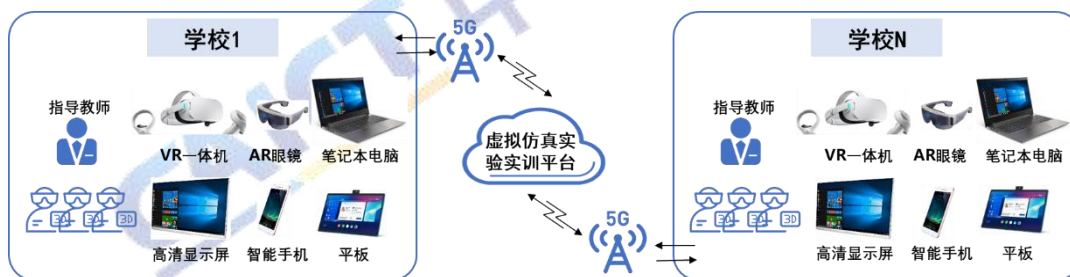 学校1
指导教师
VR一体机
AR眼镜
笔记本电脑
3D
3D
3D
高清显示屏
智能手机
平板
5G
虚拟仿真实
验实训平台
5G
学校N
指导教师
VR一体机
AR眼镜
笔记本电脑
3D
3D
3D
高清显示屏
智能手机
平板